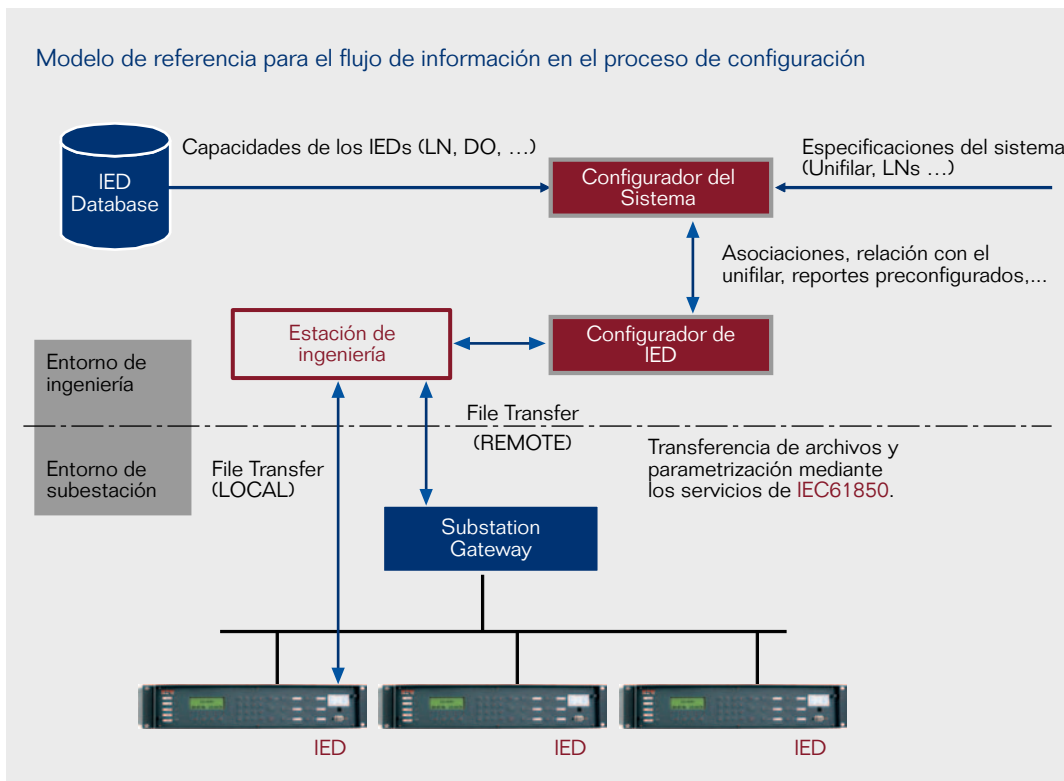 Modelo de referencia para el flujo de información en el proceso de configuración
Capacidades de los IEDs (LN, DO, …)
Especificaciones del sistema
(Unifilar, LNs …)
IED
Database
Configurador del
Sistema
Asociaciones, relación con el
unifilar, reportes preconfigurados,...
Estación de
ingeniería
Configurador de
IED
Entorno de
ingeniería
File Transfer
(REMOTE)
Entorno de
subestación
File Transfer
(LOCAL)
Transferencia de archivos y
parametrización mediante
los servicios de IEC61850.
Substation
Gateway
IED
IED
IED